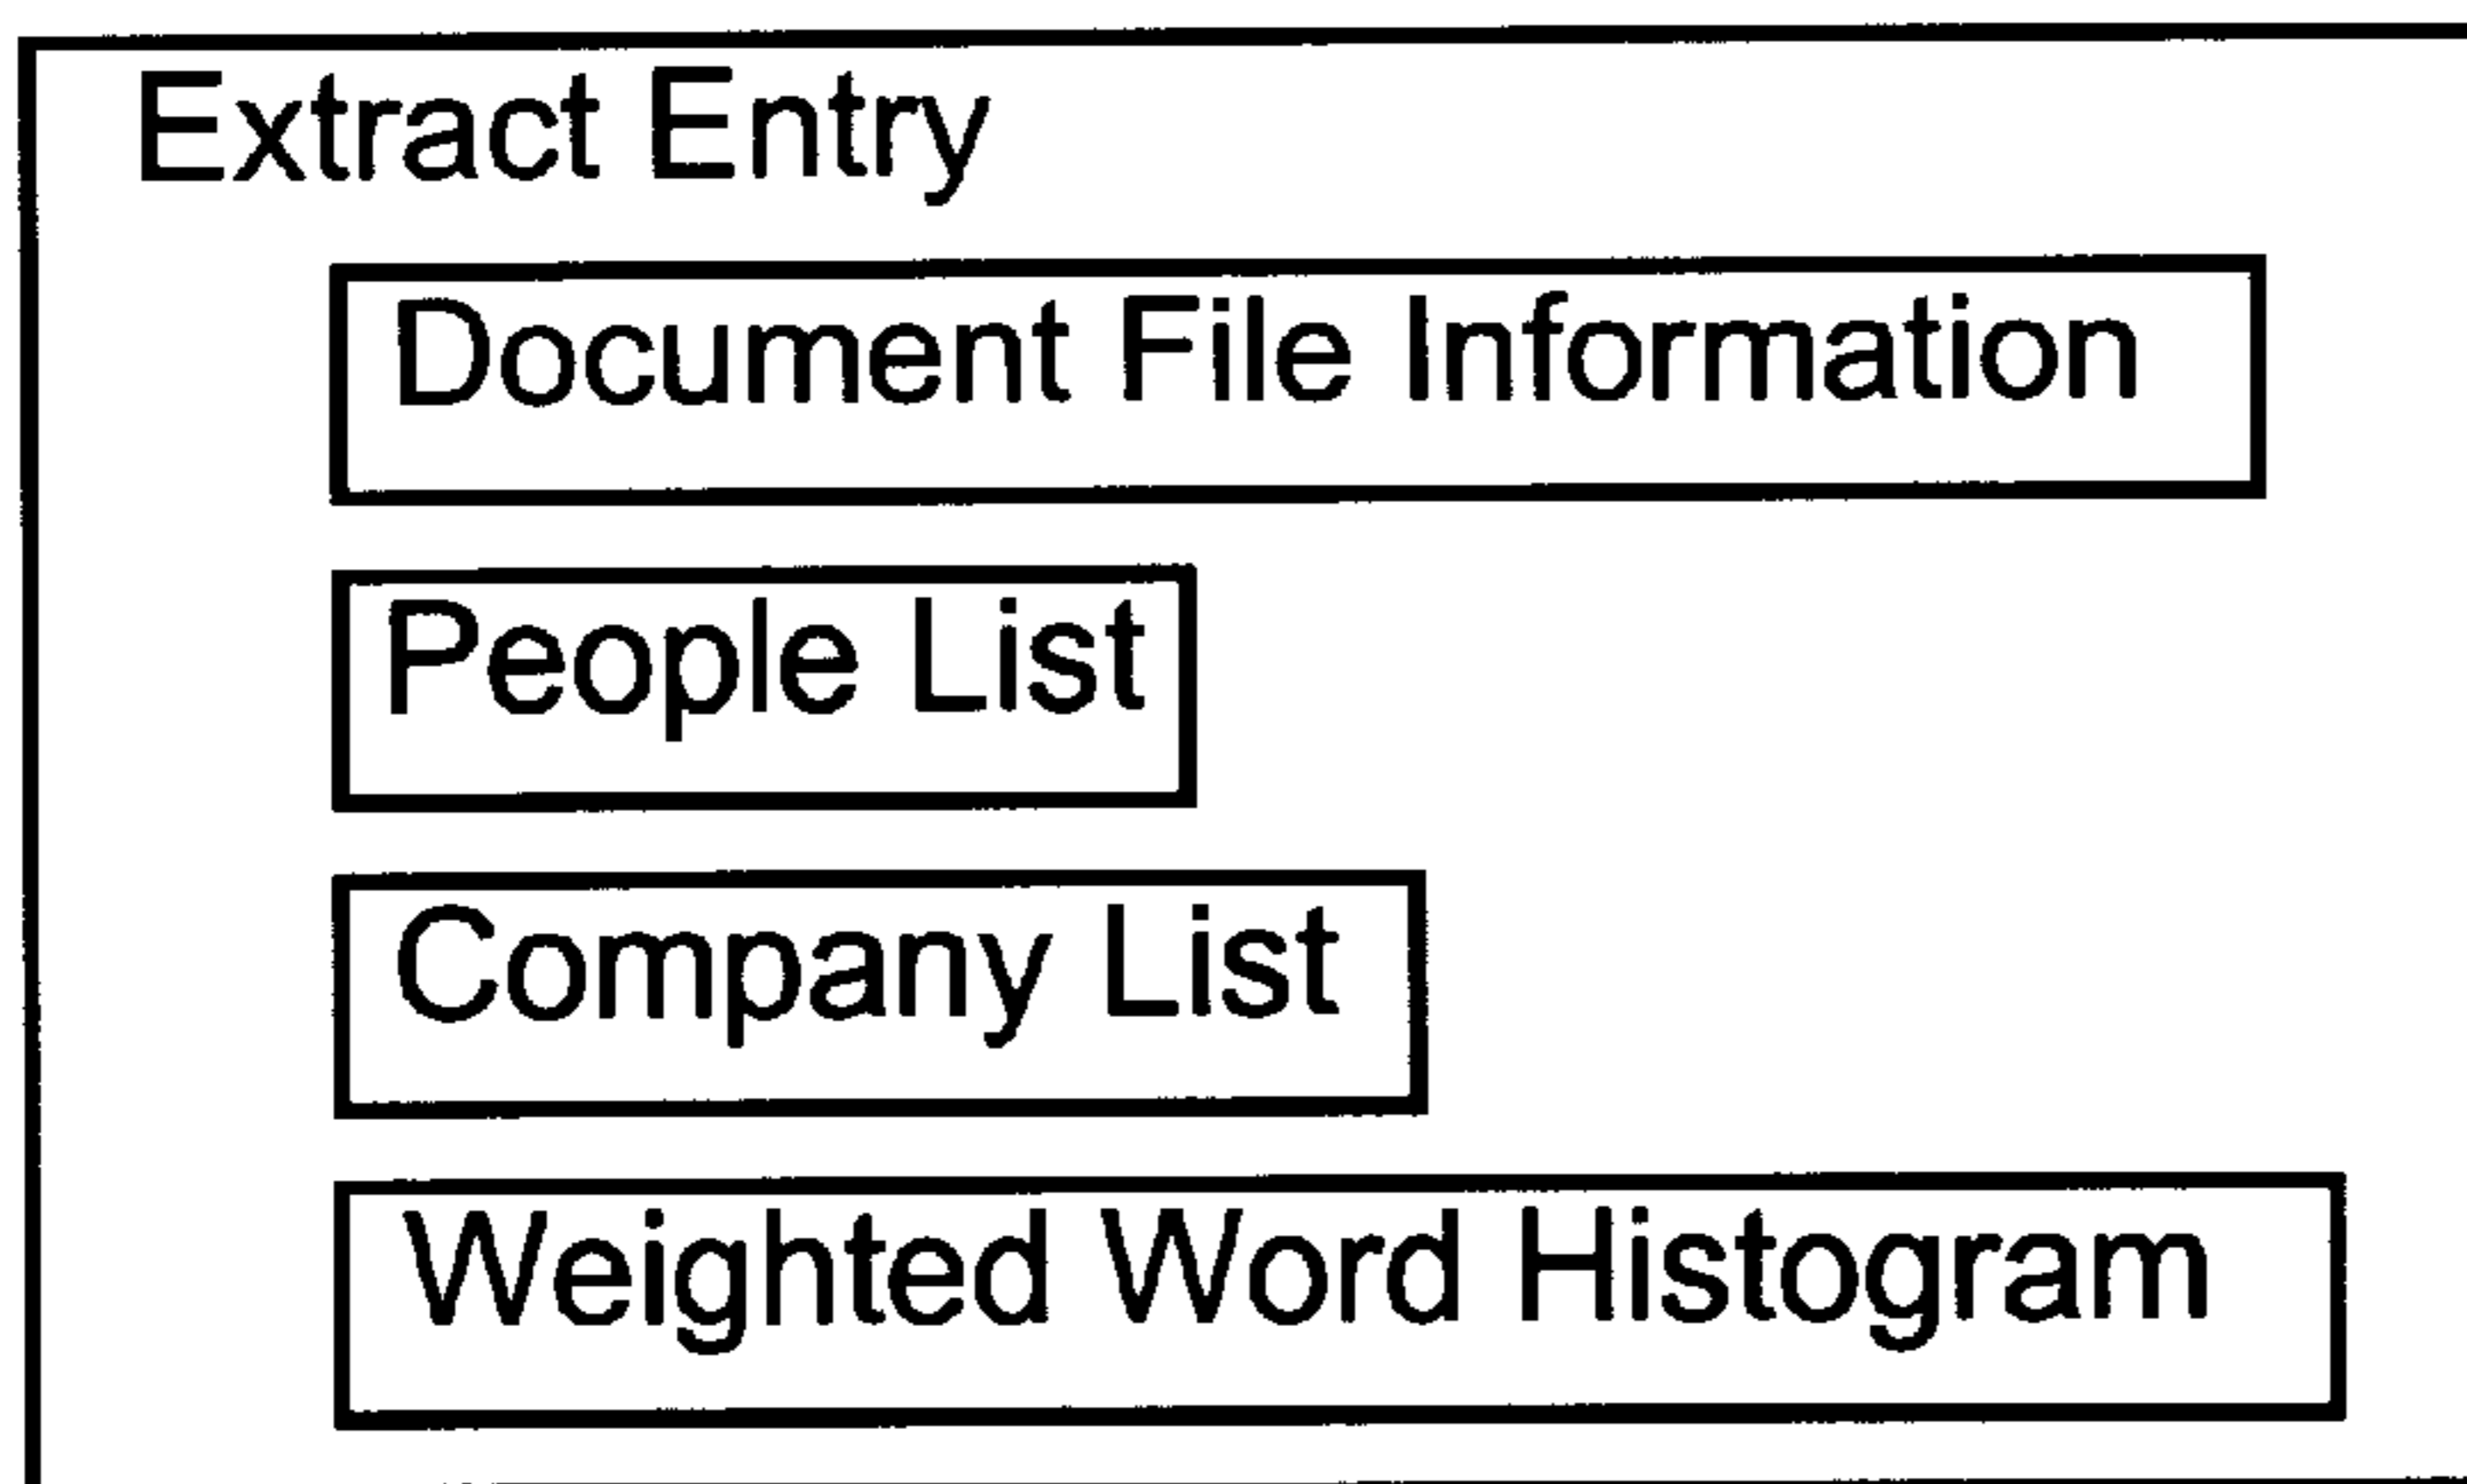 Extract Entry
Document File Information
People List
Company List
Weighted Word Histogram